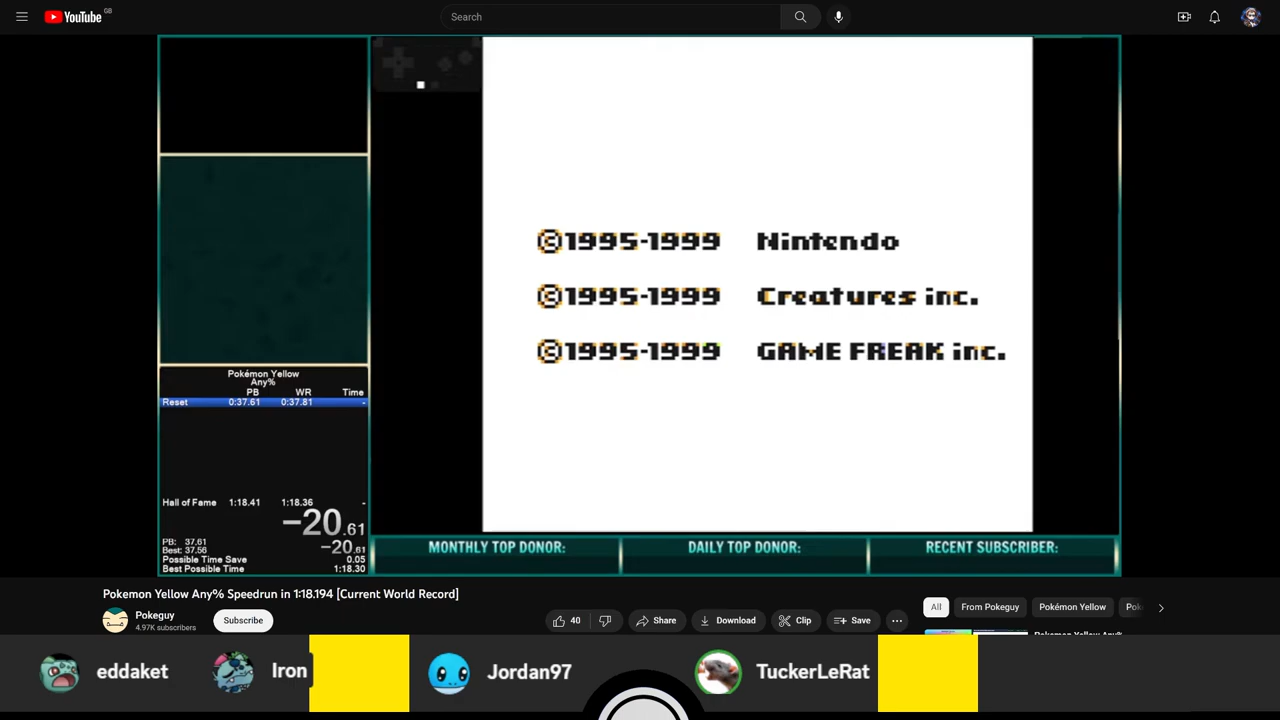 YouTube GB
Search
©1995-1999 Nintendo
©1995-1999 Creatures inc.
©1995-1999 GAME FREAK inc.
Pokémon Yellow
Any%
PB WR Time
Reset 0:37.61 0:37.81 -
Hall of Fame 1:18.41 1:18.36 -
-20.61
PB: 37.61
Best: 37.56
-20.61
Possible Time Save 0.05
Best Possible Time 1:18.30
MONTHLY TOP DONOR:
DAILY TOP DONOR:
RECENT SUBSCRIBER:
Pokemon Yellow Any% Speedrun in 1:18.194 [Current World Record]
Pokeguy
4.97K subscribers
Subscribe
40
Share
Download
Clip
Save
All
From Pokeguy
Pokémon Yellow
eddaket
Iron
Jordan97
TuckerLeRat